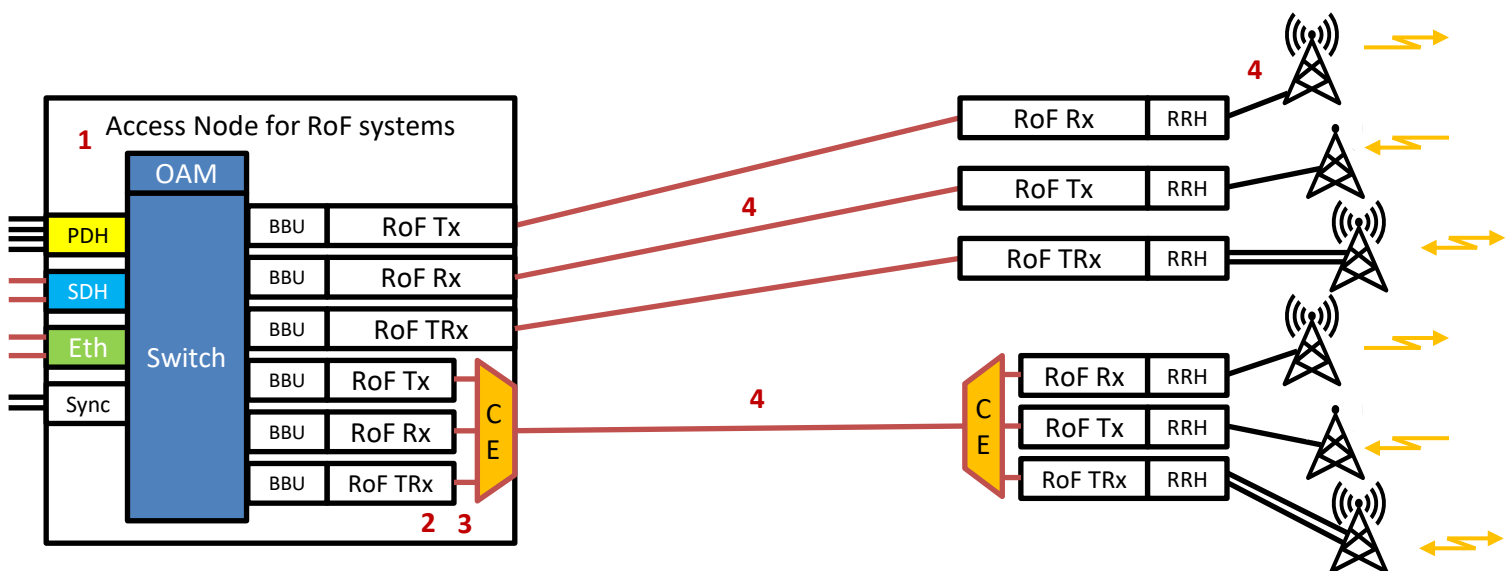 Access Node for RoF systems
1
OAM
Switch
PDH
SDH
Eth
Sync
BBU RoF Tx
BBU RoF Rx
BBU RoF TRx
BBU RoF Tx
BBU RoF Rx
BBU RoF TRx
C
E
2 3
4
4
4
RoF Rx RRH
RoF Tx RRH
RoF TRx RRH
C
E
RoF Rx RRH
RoF Tx RRH
RoF TRx RRH